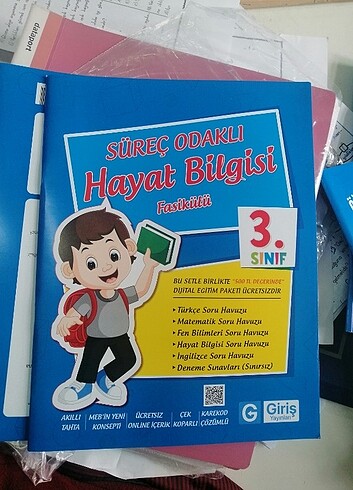 dataport
SÜREÇ ODAKLI
Hayat Bilgisi
Fasikülü
3.
SINIF
BU SETLE BİRLİKTE "500 TL DEĞERİNDE"
DİJİTAL EĞİTİM PAKETİ ÜCRETSİZDİR
• Türkçe Soru Havuzu
• Matematik Soru Havuzu
• Fen Bilimleri Soru Havuzu
• Hayat Bilgisi Soru Havuzu
• İngilizce Soru Havuzu
• Deneme Sınavları (Sınırsız)
AKILLI TAHTA
MEB'İN YENİ KONSEPTİ
ÜCRETSİZ ONLINE İÇERİK
ÇEK KOPARLI
KAREKOD ÇÖZÜMLÜ
G Giriş
Yayınları